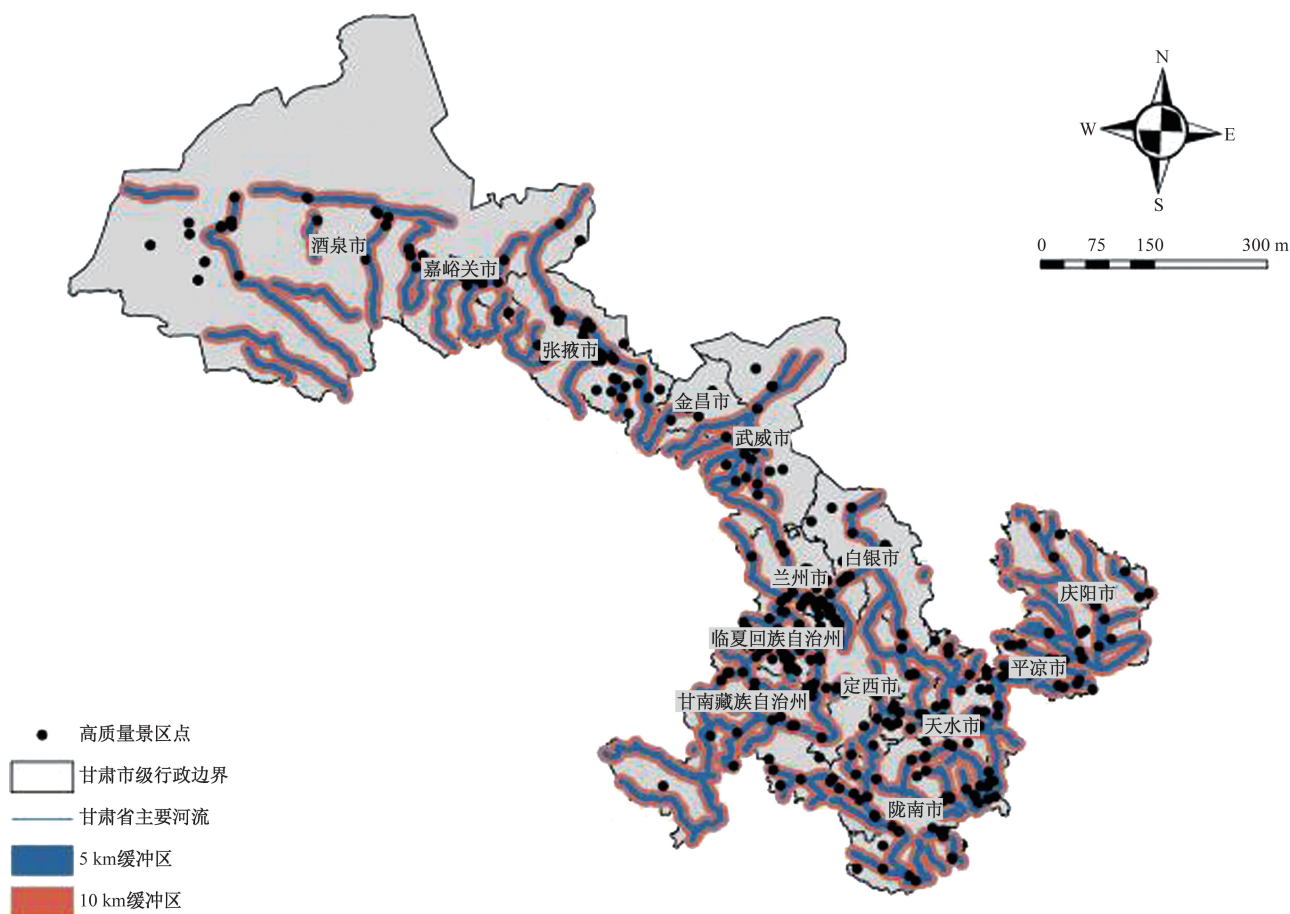 N
W
E
S
0 75 150 300 m
酒泉市
嘉峪关市
张掖市
金昌市
武威市
白银市
兰州市
庆阳市
临夏回族自治州
平凉市
定西市
甘南藏族自治州
天水市
陇南市
高质量景区点
甘肃市级行政边界
甘肃省主要河流
5 km缓冲区
10 km缓冲区